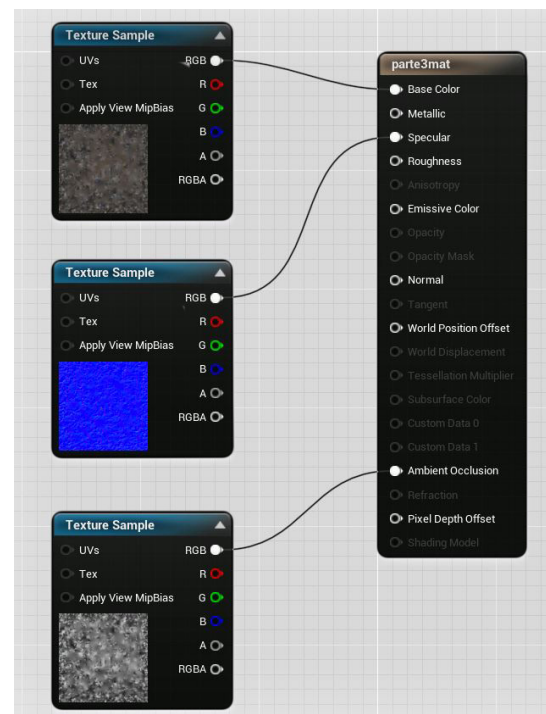 Texture Sample
UVs RGB
Tex R
Apply View MipBias G
B
A
RGBA
Texture Sample
UVs RGB
Tex R
Apply View MipBias G
B
A
RGBA
Texture Sample
UVs RGB
Tex R
Apply View MipBias G
B
A
RGBA
parte3mat
Base Color
Metallic
Specular
Roughness
Anisotropy
Emissive Color
Opacity
Opacity Mask
Normal
Tangent
World Position Offset
World Displacement
Tessellation Multiplier
Subsurface Color
Custom Data 0
Custom Data 1
Ambient Occlusion
Refraction
Pixel Depth Offset
Shading Model